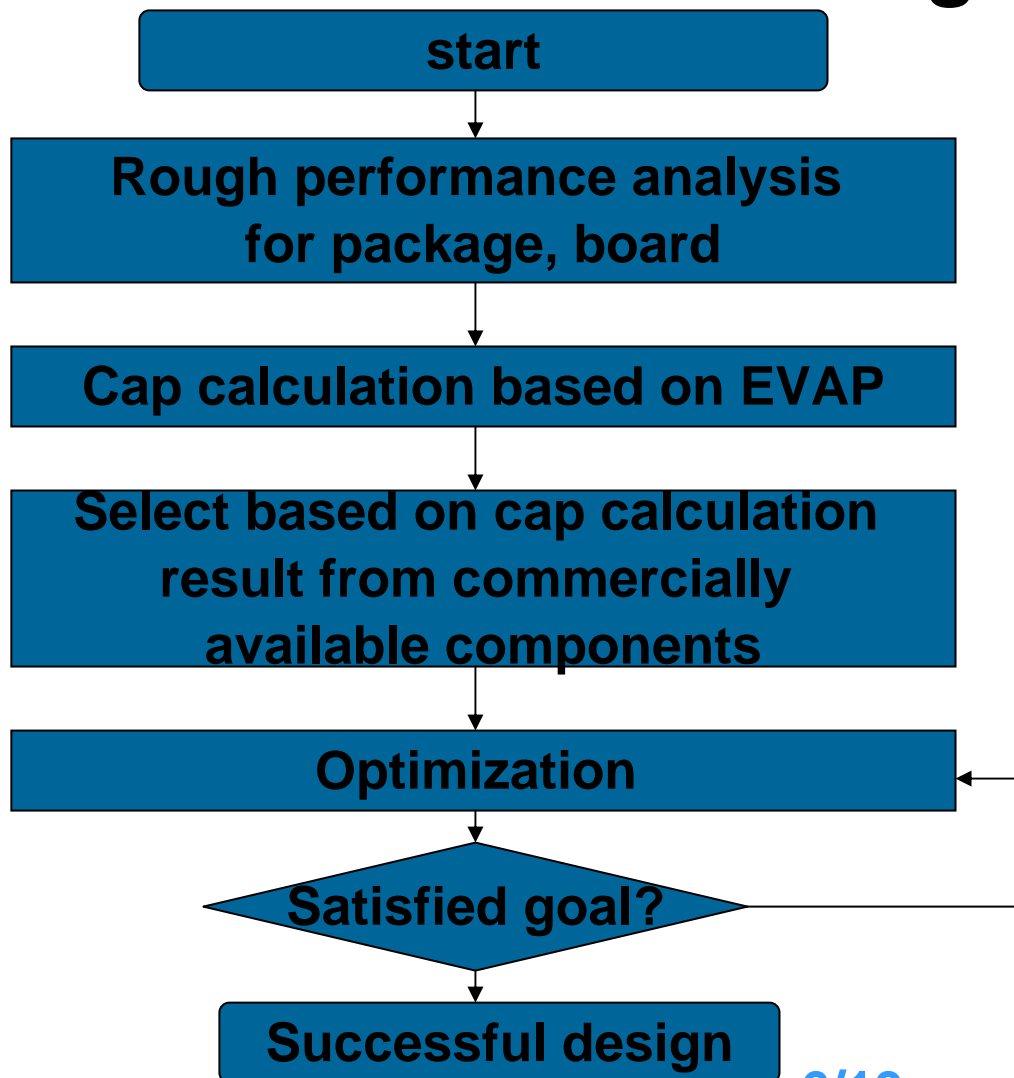 start
Rough performance analysis
for package, board
Cap calculation based on EVAP
Select based on cap calculation
result from commercially
available components
Optimization
Satisfied goal?
Successful design